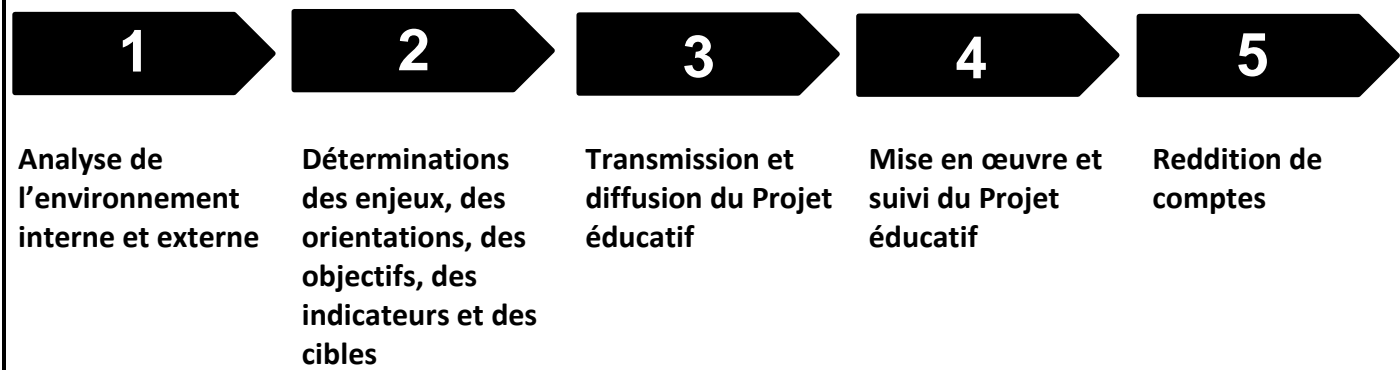 1
2
3
4
5
Analyse de
l'environnement
interne et externe
Déterminations
des enjeux, des
orientations, des
objectifs, des
indicateurs et des
cibles
Transmission et
diffusion du Projet
éducatif
Mise en œuvre et
suivi du Projet
éducatif
Reddition de
comptes